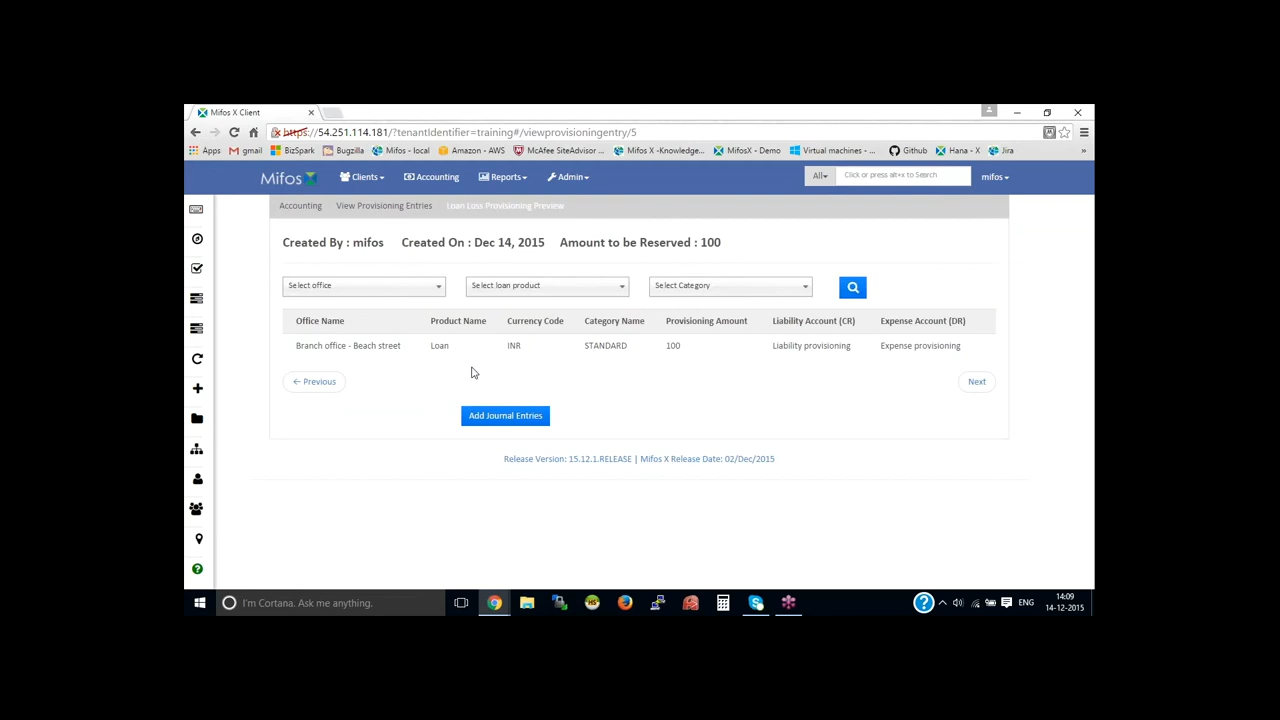 Mifos X Client
https://54.251.114.181/?tenantIdentifier=training#/viewprovisioningentry/5
Apps gmail BizSpark Bugzilla Mifos - local Amazon - AWS McAfee SiteAdvisor ... Mifos X -Knowledge... MifosX - Demo Virtual machines - ... Github Hana - X Jira »
Mifos Clients Accounting Reports Admin All Click or press alt+x to Search mifos
Accounting View Provisioning Entries Loan Loss Provisioning Preview
Created By : mifos Created On : Dec 14, 2015 Amount to be Reserved : 100
Select office Select loan product Select Category
Office Name Product Name Currency Code Category Name Provisioning Amount Liability Account (CR) Expense Account (DR)
Branch office - Beach street Loan INR STANDARD 100 Liability provisioning Expense provisioning
← Previous Next
Add Journal Entries
Release Version: 15.12.1.RELEASE | Mifos X Release Date: 02/Dec/2015
I'm Cortana. Ask me anything. ENG 14:09
14-12-2015